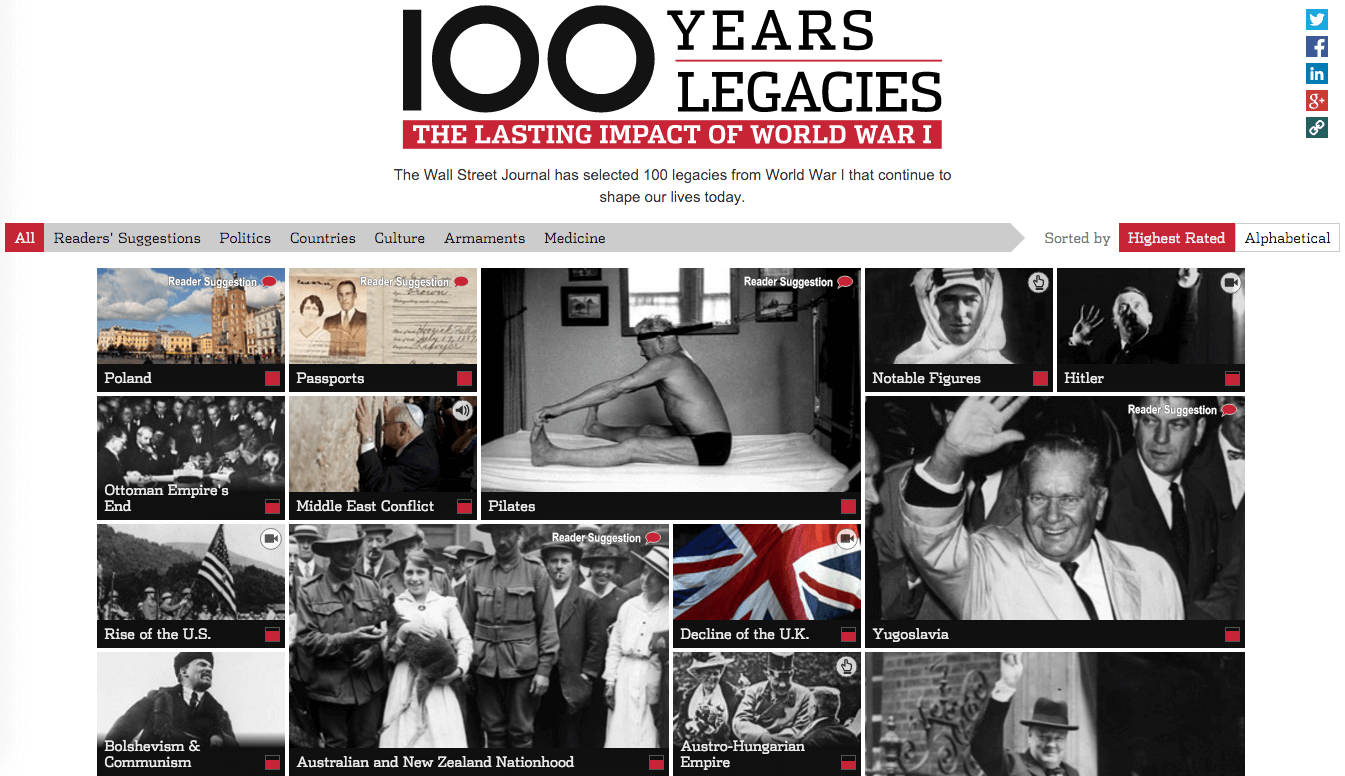 100 YEARS
LEGACIES
THE LASTING IMPACT OF WORLD WAR I
The Wall Street Journal has selected 100 legacies from World War I that continue to
shape our lives today.
All Readers' Suggestions Politics Countries Culture Armaments Medicine Sorted by Highest Rated Alphabetical
Reader Suggestion
Poland
Reader Suggestion
Passports
Reader Suggestion
Pilates
Notable Figures
Hitler
Ottoman Empire's
End
Middle East Conflict
Reader Suggestion
Yugoslavia
Rise of the U.S.
Reader Suggestion
Australian and New Zealand Nationhood
Decline of the U.K.
Bolshevism &
Communism
Austro-Hungarian
Empire